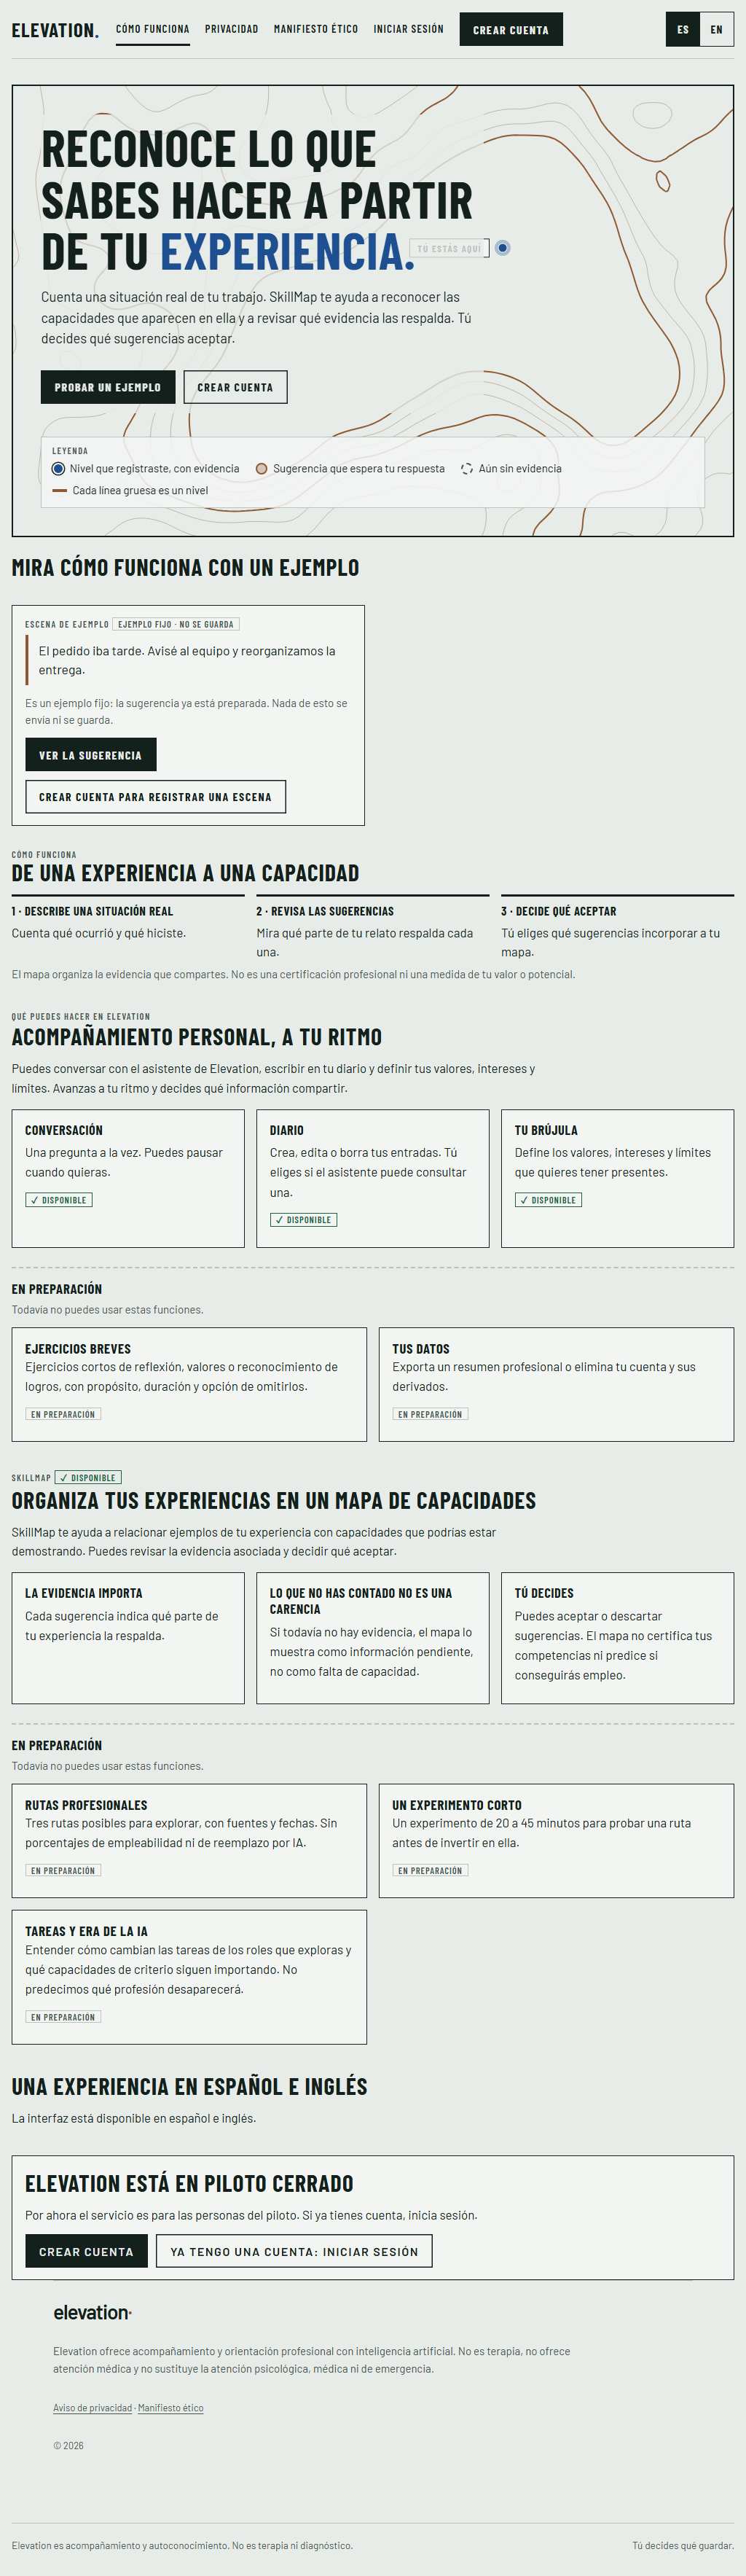 ELEVATION.
CÓMO FUNCIONA
PRIVACIDAD
MANIFIESTO ÉTICO
INICIAR SESIÓN
CREAR CUENTA
ES
EN
RECONOCE LO QUE
SABES HACER A PARTIR
DE TU EXPERIENCIA.
TÚ ESTÁS AQUÍ
Cuenta una situación real de tu trabajo. SkillMap te ayuda a reconocer las
capacidades que aparecen en ella y a revisar qué evidencia las respalda. Tú
decides qué sugerencias aceptar.
PROBAR UN EJEMPLO
CREAR CUENTA
LEYENDA
Nivel que registraste, con evidencia
Sugerencia que espera tu respuesta
Aún sin evidencia
Cada línea gruesa es un nivel
MIRA CÓMO FUNCIONA CON UN EJEMPLO
ESCENA DE EJEMPLO
EJEMPLO FIJO · NO SE GUARDA
El pedido iba tarde. Avisé al equipo y reorganizamos la
entrega.
Es un ejemplo fijo: la sugerencia ya está preparada. Nada de esto se
envía ni se guarda.
VER LA SUGERENCIA
CREAR CUENTA PARA REGISTRAR UNA ESCENA
CÓMO FUNCIONA
DE UNA EXPERIENCIA A UNA CAPACIDAD
1 · DESCRIBE UNA SITUACIÓN REAL
Cuenta qué ocurrió y qué hiciste.
2 · REVISA LAS SUGERENCIAS
Mira qué parte de tu relato respalda cada
una.
3 · DECIDE QUÉ ACEPTAR
Tú eliges qué sugerencias incorporar a tu
mapa.
El mapa organiza la evidencia que compartes. No es una certificación profesional ni una medida de tu valor o potencial.
QUÉ PUEDES HACER EN ELEVATION
ACOMPAÑAMIENTO PERSONAL, A TU RITMO
Puedes conversar con el asistente de Elevation, escribir en tu diario y definir tus valores, intereses y
límites. Avanzas a tu ritmo y decides qué información compartir.
CONVERSACIÓN
Una pregunta a la vez. Puedes pausar
cuando quieras.
✓ DISPONIBLE
DIARIO
Crea, edita o borra tus entradas. Tú
eliges si el asistente puede consultar
una.
✓ DISPONIBLE
TU BRÚJULA
Define los valores, intereses y límites
que quieres tener presentes.
✓ DISPONIBLE
EN PREPARACIÓN
Todavía no puedes usar estas funciones.
EJERCICIOS BREVES
Ejercicios cortos de reflexión, valores o reconocimiento de
logros, con propósito, duración y opción de omitirlos.
EN PREPARACIÓN
TUS DATOS
Exporta un resumen profesional o elimina tu cuenta y sus
derivados.
EN PREPARACIÓN
SKILLMAP
✓ DISPONIBLE
ORGANIZA TUS EXPERIENCIAS EN UN MAPA DE CAPACIDADES
SkillMap te ayuda a relacionar ejemplos de tu experiencia con capacidades que podrías estar
demostrando. Puedes revisar la evidencia asociada y decidir qué aceptar.
LA EVIDENCIA IMPORTA
Cada sugerencia indica qué parte de
tu experiencia la respalda.
LO QUE NO HAS CONTADO NO ES UNA
CARENCIA
Si todavía no hay evidencia, el mapa lo
muestra como información pendiente,
no como falta de capacidad.
TÚ DECIDES
Puedes aceptar o descartar
sugerencias. El mapa no certifica tus
competencias ni predice si
conseguirás empleo.
EN PREPARACIÓN
Todavía no puedes usar estas funciones.
RUTAS PROFESIONALES
Tres rutas posibles para explorar, con fuentes y fechas. Sin
porcentajes de empleabilidad ni de reemplazo por IA.
EN PREPARACIÓN
UN EXPERIMENTO CORTO
Un experimento de 20 a 45 minutos para probar una ruta
antes de invertir en ella.
EN PREPARACIÓN
TAREAS Y ERA DE LA IA
Entender cómo cambian las tareas de los roles que exploras y
qué capacidades de criterio siguen importando. No
predecimos qué profesión desaparecerá.
EN PREPARACIÓN
UNA EXPERIENCIA EN ESPAÑOL E INGLÉS
La interfaz está disponible en español e inglés.
ELEVATION ESTÁ EN PILOTO CERRADO
Por ahora el servicio es para las personas del piloto. Si ya tienes cuenta, inicia sesión.
CREAR CUENTA
YA TENGO UNA CUENTA: INICIAR SESIÓN
elevation·
Elevation ofrece acompañamiento y orientación profesional con inteligencia artificial. No es terapia, no ofrece
atención médica y no sustituye la atención psicológica, médica ni de emergencia.
Aviso de privacidad · Manifiesto ético
© 2026
Elevation es acompañamiento y autoconocimiento. No es terapia ni diagnóstico.
Tú decides qué guardar.